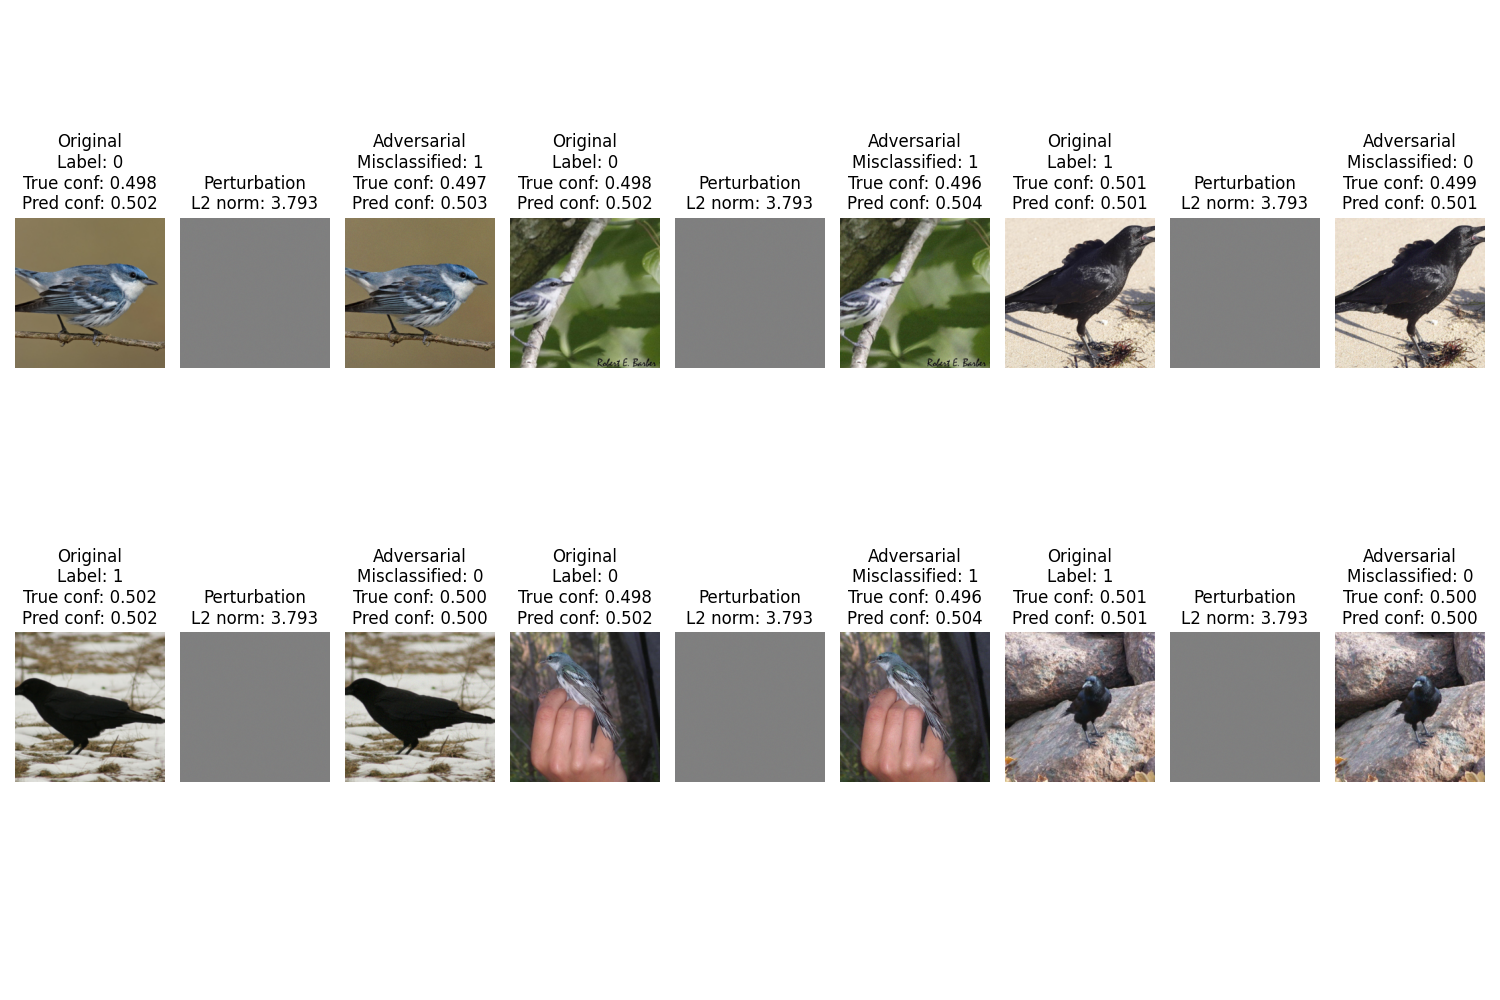 Original
Label: 0
True conf: 0.498
Pred conf: 0.502
Perturbation
L2 norm: 3.793
Adversarial
Misclassified: 1
True conf: 0.497
Pred conf: 0.503
Original
Label: 0
True conf: 0.498
Pred conf: 0.502
Robert E. Barber
Perturbation
L2 norm: 3.793
Adversarial
Misclassified: 1
True conf: 0.496
Pred conf: 0.504
Robert E. Barber
Original
Label: 1
True conf: 0.501
Pred conf: 0.501
Perturbation
L2 norm: 3.793
Adversarial
Misclassified: 0
True conf: 0.499
Pred conf: 0.501
Original
Label: 1
True conf: 0.502
Pred conf: 0.502
Perturbation
L2 norm: 3.793
Adversarial
Misclassified: 0
True conf: 0.500
Pred conf: 0.500
Original
Label: 0
True conf: 0.498
Pred conf: 0.502
Perturbation
L2 norm: 3.793
Adversarial
Misclassified: 1
True conf: 0.496
Pred conf: 0.504
Original
Label: 1
True conf: 0.501
Pred conf: 0.501
Perturbation
L2 norm: 3.793
Adversarial
Misclassified: 0
True conf: 0.500
Pred conf: 0.500